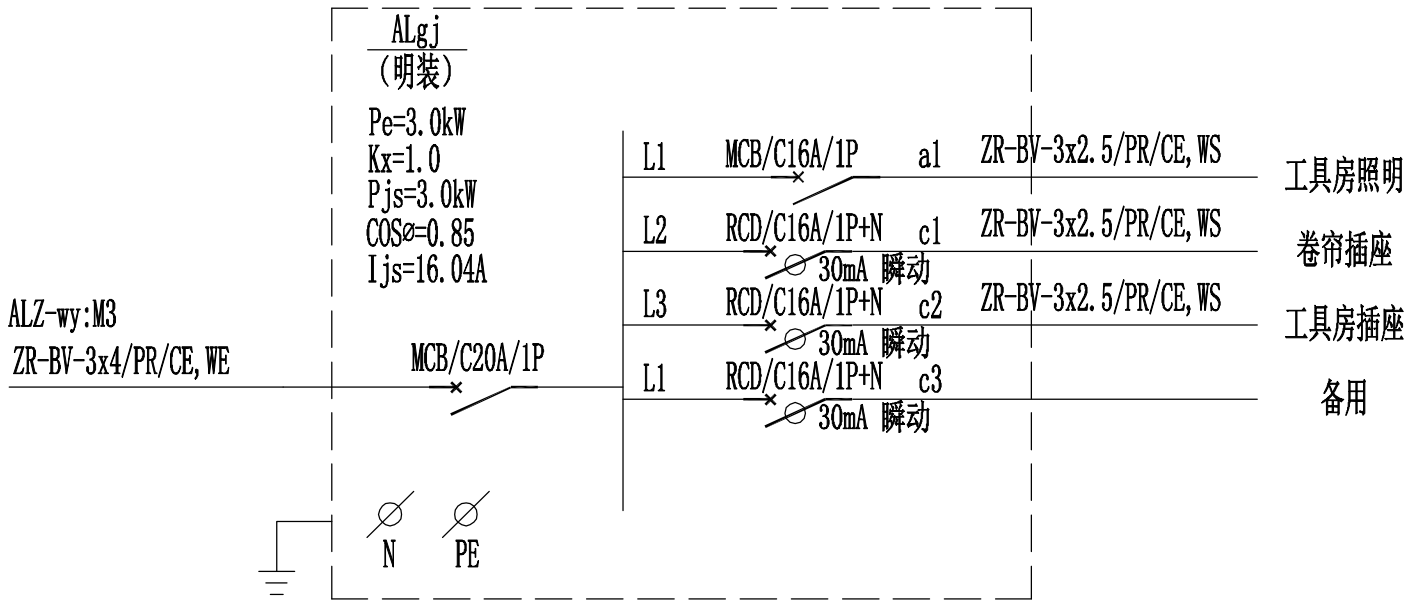 ALgj
(明装)
Pe=3.0kW
Kx=1.0
Pjs=3.0kW
COSø=0.85
Ijs=16.04A
ALZ-wy:M3
ZR-BV-3x4/PR/CE,WE
MCB/C20A/1P
L1 MCB/C16A/1P a1 ZR-BV-3x2.5/PR/CE,WS 工具房照明
L2 RCD/C16A/1P+N c1 ZR-BV-3x2.5/PR/CE,WS 卷帘插座
30mA 瞬动
L3 RCD/C16A/1P+N c2 ZR-BV-3x2.5/PR/CE,WS 工具房插座
30mA 瞬动
L1 RCD/C16A/1P+N c3 备用
30mA 瞬动
N PE